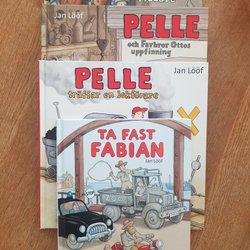 Jan Lööf
PELLE
och Farbror Ottos
uppfinning
PELLE
Jan Lööf
träffar en lokförare
TA FAST
FABIAN
Jan Lööf